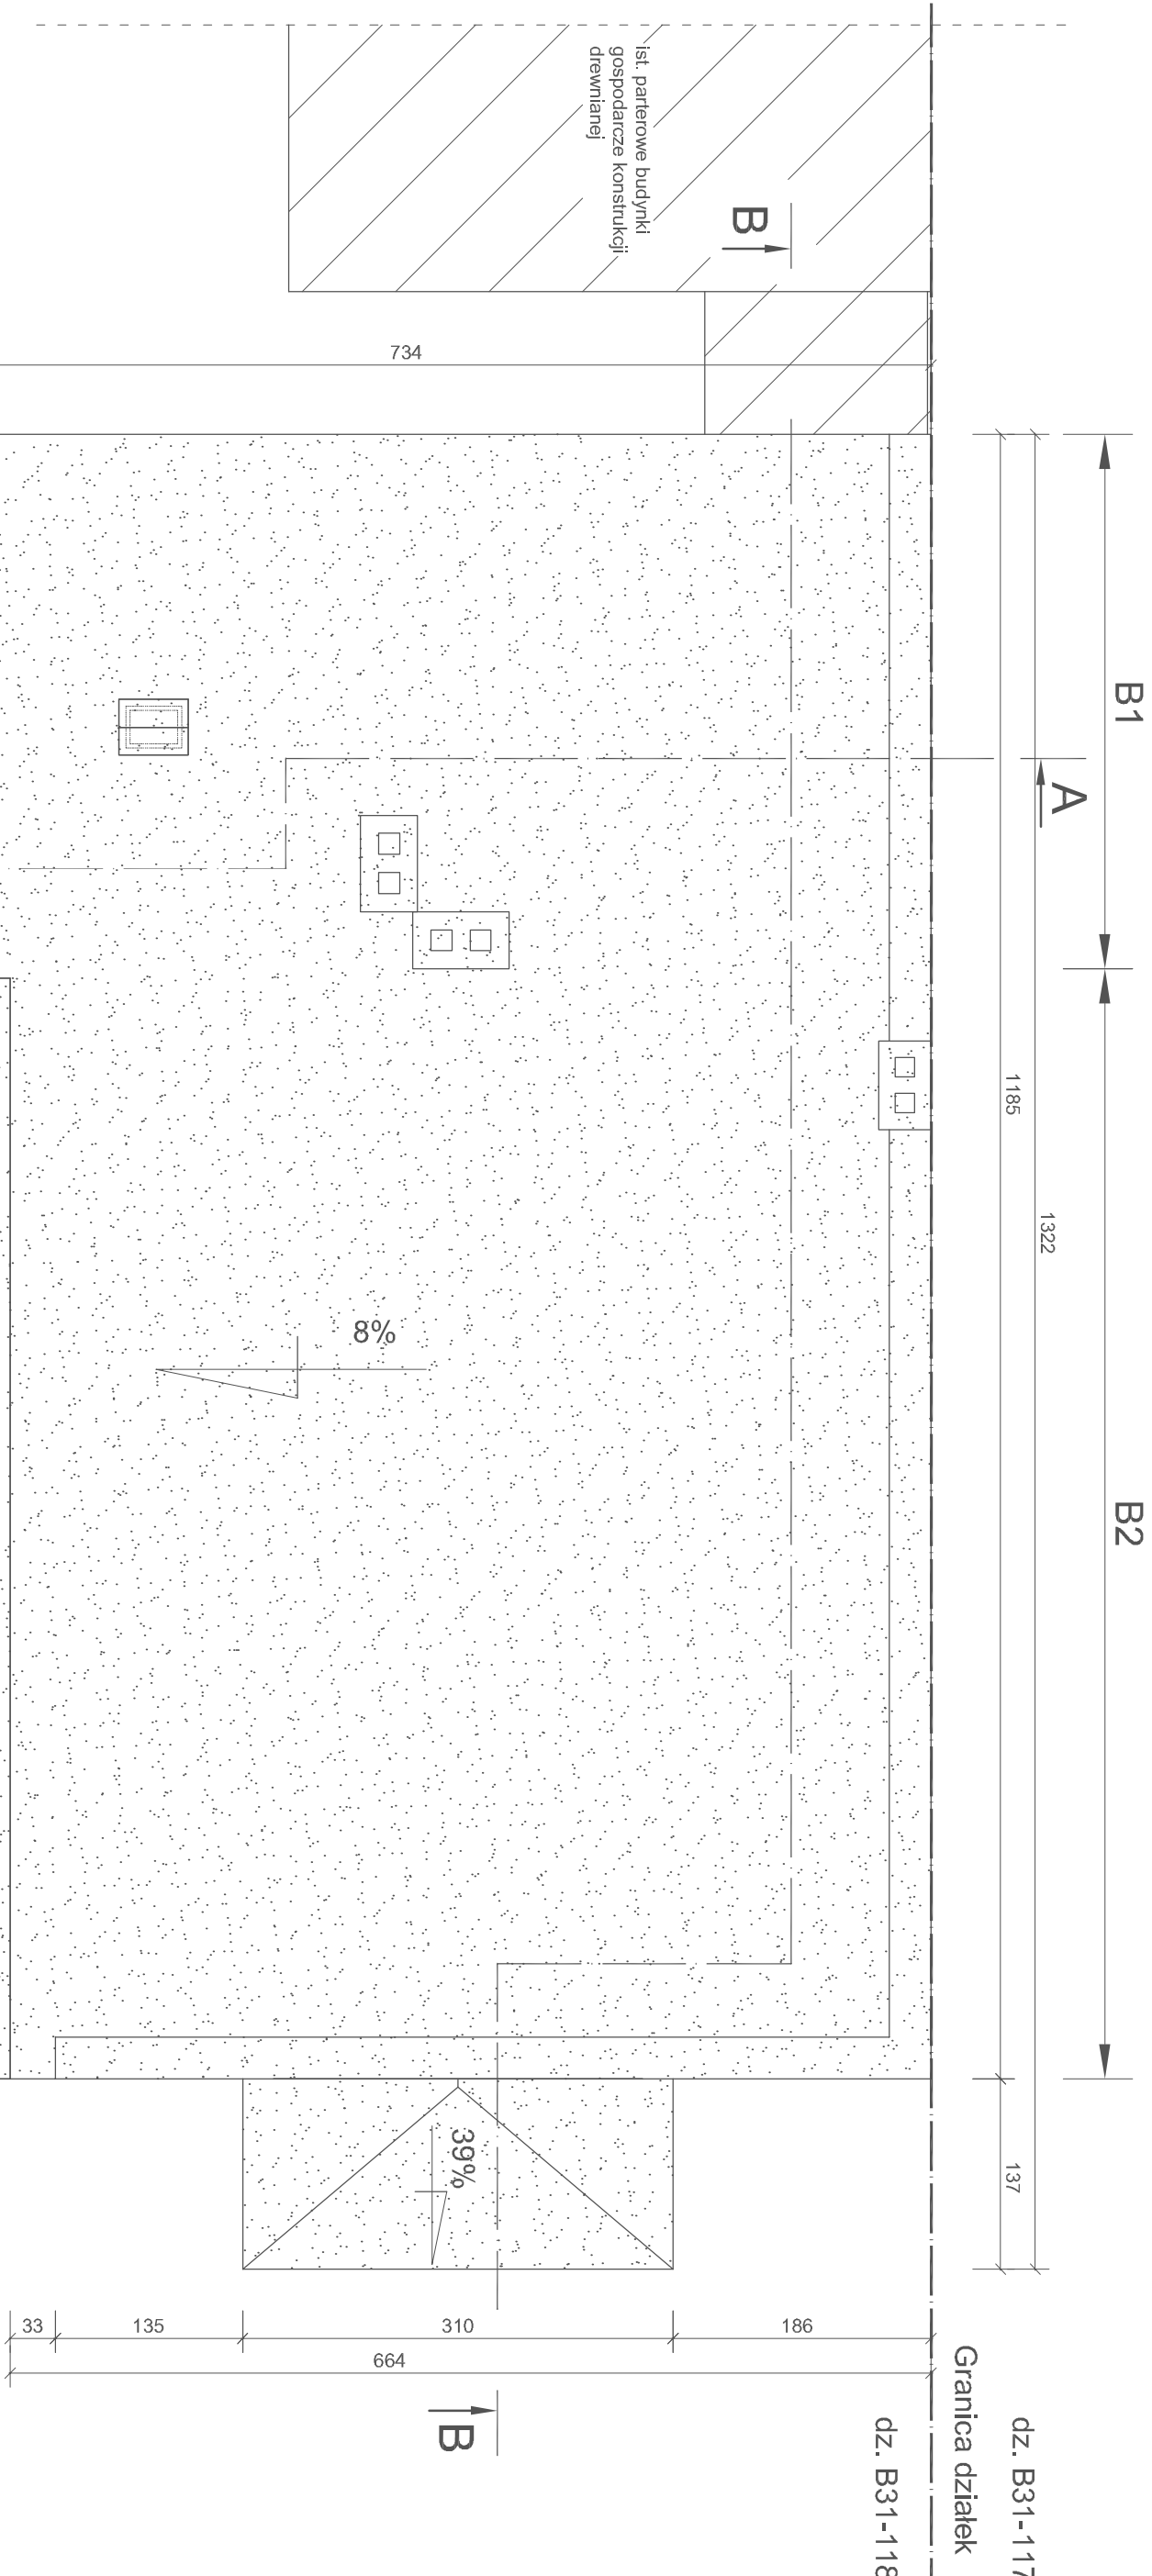 ist. parterowe budynki
gospodarcze konstrukcji
drewnianej
B
734
B1
A
B2
1185
1322
8%
39%
137
33
135
310
186
664
B
Granica działek
dz. B31-117
dz. B31-118